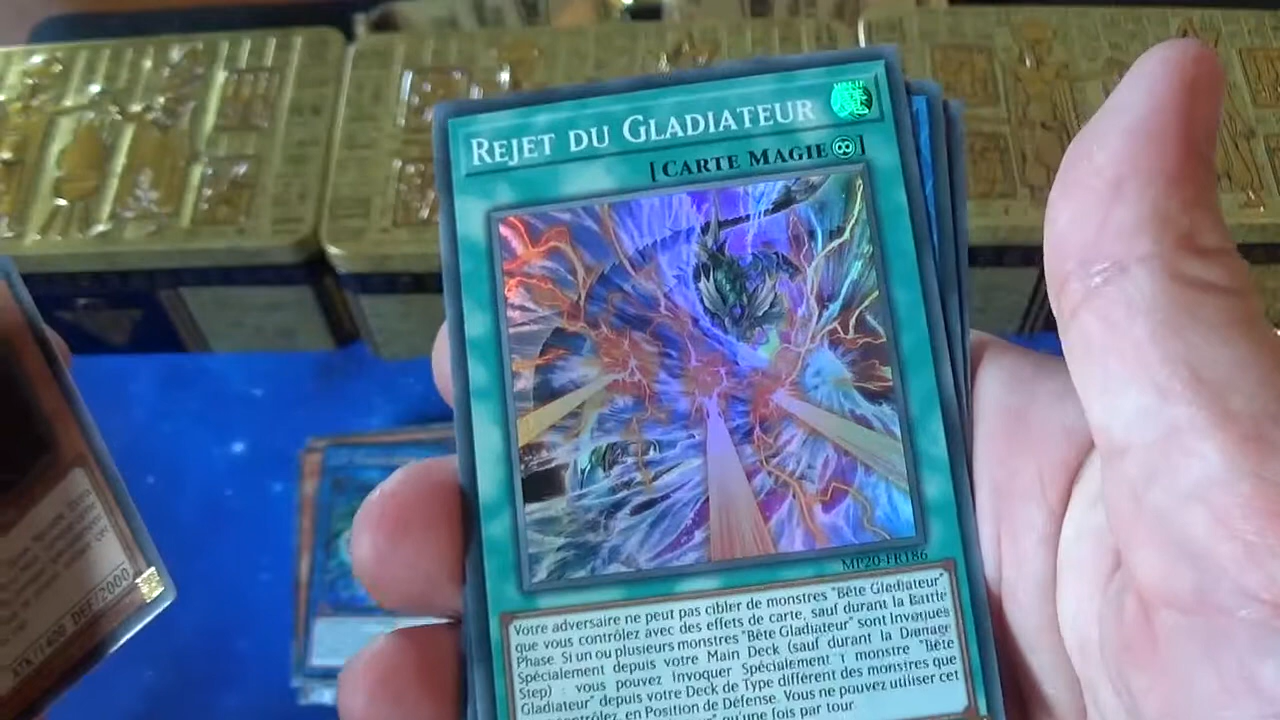 REJET DU GLADIATEUR
[CARTE MAGIE]
MP20-FR186
Votre adversaire ne peut pas cibler de monstres "Bête Gladiateur"
que vous contrôlez avec des effets de carte, sauf durant la Battle
Phase. Si un ou plusieurs monstres "Bête Gladiateur" sont Invoqués
Spécialement depuis votre Main Deck (sauf durant la Damage
Step) : vous pouvez Invoquer Spécialement 1 monstre "Bête
Gladiateur" depuis votre Deck de Type différent des monstres que
contrôlez, en Position de Défense. Vous ne pouvez utiliser cet
qu'une fois par tour.
ATK/1400 DEF/2000